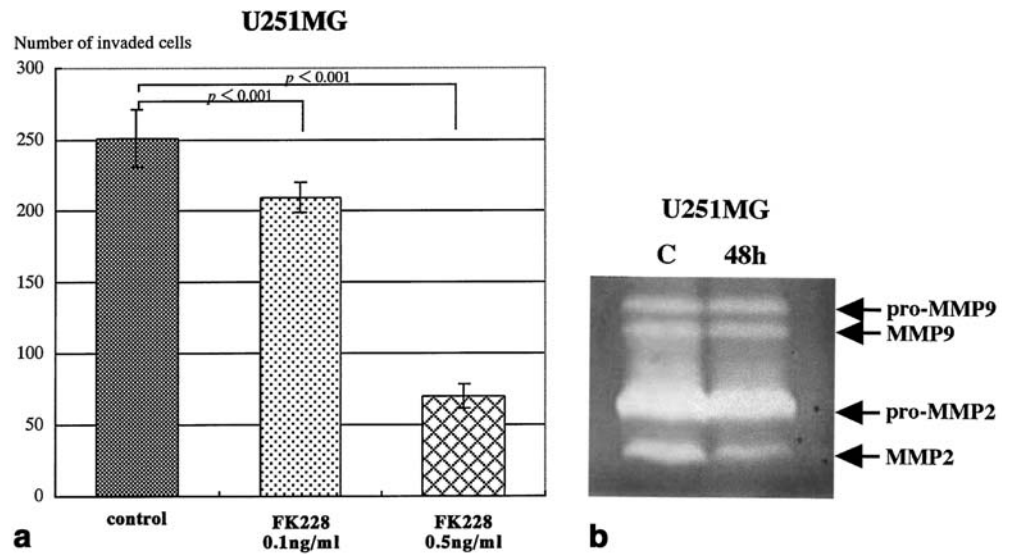 U251MG
Number of invaded cells
300
250
200
150
100
50
0
p < 0.001
p < 0.001
control
FK228
0.1ng/ml
FK228
0.5ng/ml
a
U251MG
C 48h
pro-MMP9
MMP9
pro-MMP2
MMP2
b